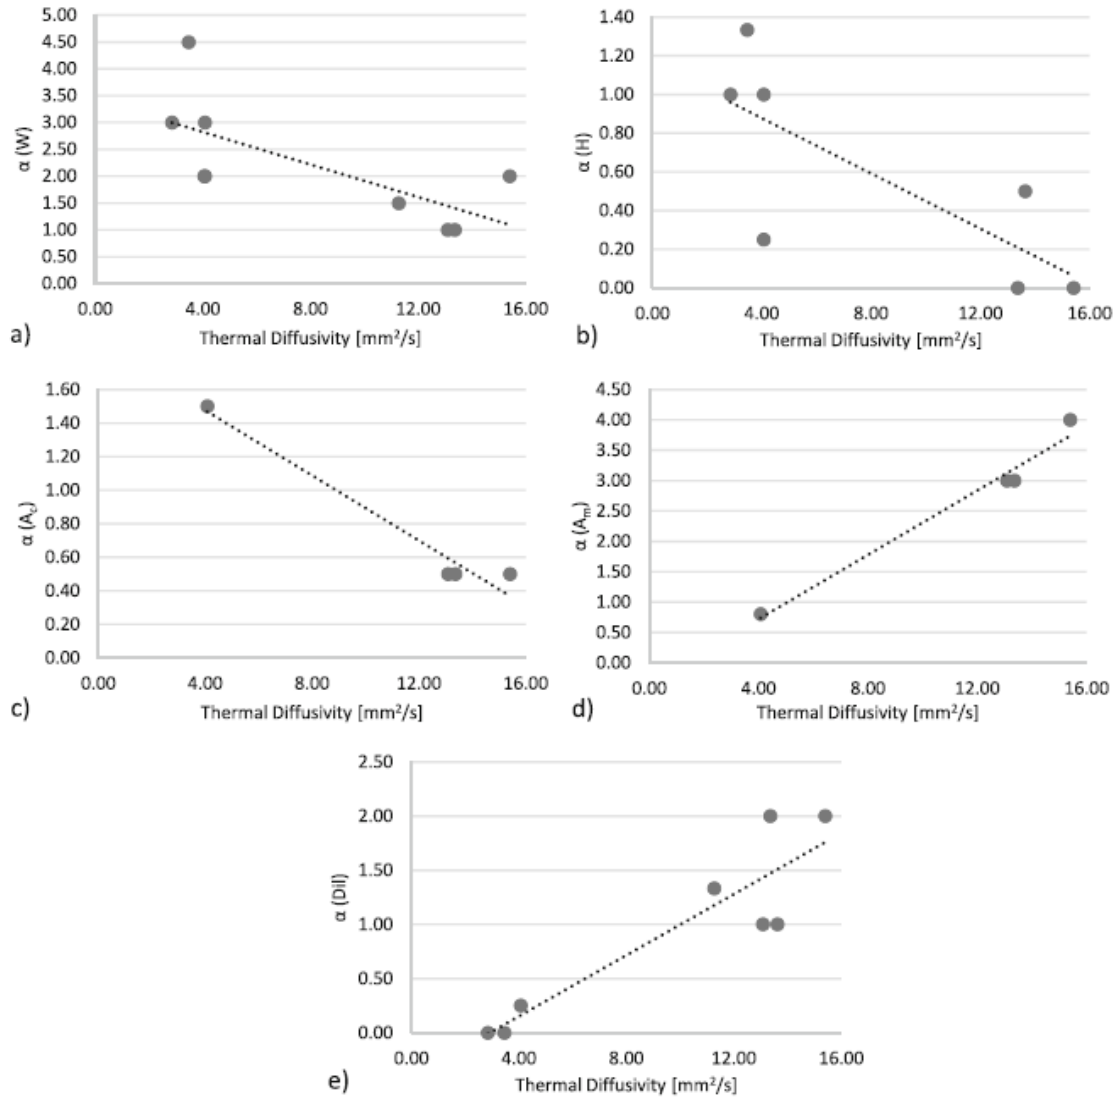 5.00
4.50
4.00
3.50
3.00
2.50
2.00
1.50
1.00
0.50
0.00
α (W)
0.00 4.00 8.00 12.00 16.00
Thermal Diffusivity [mm²/s]
a)
1.40
1.20
1.00
0.80
0.60
0.40
0.20
0.00
α (H)
0.00 4.00 8.00 12.00 16.00
Thermal Diffusivity [mm²/s]
b)
1.60
1.40
1.20
1.00
0.80
0.60
0.40
0.20
0.00
α (A_c)
0.00 4.00 8.00 12.00 16.00
Thermal Diffusivity [mm²/s]
c)
4.50
4.00
3.50
3.00
2.50
2.00
1.50
1.00
0.50
0.00
α (A_m)
0.00 4.00 8.00 12.00 16.00
Thermal Diffusivity [mm²/s]
d)
2.50
2.00
1.50
1.00
0.50
0.00
α (Dil)
0.00 4.00 8.00 12.00 16.00
Thermal Diffusivity [mm²/s]
e)